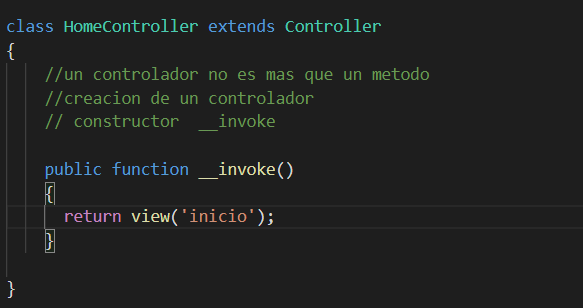 class HomeController extends Controller
{
//un controlador no es mas que un metodo
//creacion de un controlador
// constructor  __invoke
public function __invoke()
{
return view('inicio');
}
}